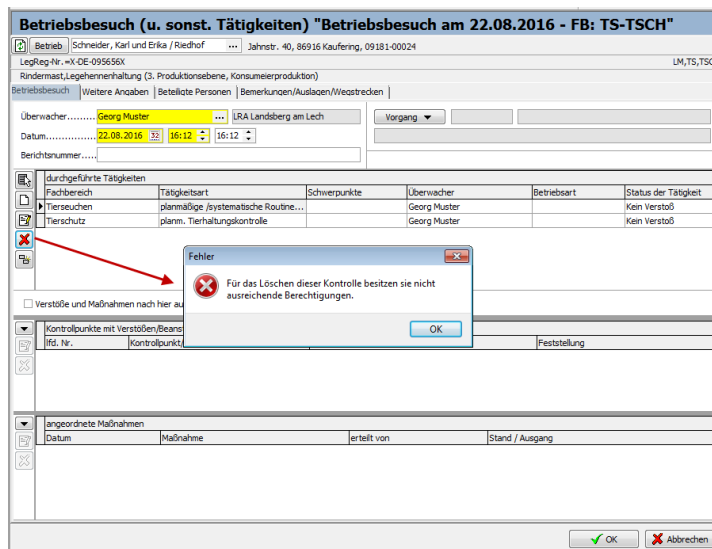 Betriebsbesuch (u. sonst. Tätigkeiten) "Betriebsbesuch am 22.08.2016 - FB: TS-TSCH"
Betrieb Schneider, Karl und Erika / Riedhof ... Jahnstr. 40, 86916 Kaufering, 09181-00024
LegReg-Nr.=X-DE-095656X LM,TS,TSC
Rindermast,Legehennenhaltung (3. Produktionsebene, Konsumeierproduktion)
Betriebsbesuch Weitere Angaben Beteiligte Personen Bemerkungen/Auslagen/Wegstrecken
Überwacher......... Georg Muster ... LRA Landsberg am Lech Vorgang
Datum............... 22.08.2016 32 16:12 16:12
Berichtsnummer.....
durchgeführte Tätigkeiten
Fachbereich Tätigkeitsart Schwerpunkte Überwacher Betriebsart Status der Tätigkeit
Tierseuchen planmäßige /systematische Routine... Georg Muster Kein Verstoß
Tierschutz planm. Tierhaltungskontrolle Georg Muster Kein Verstoß
Fehler
Für das Löschen dieser Kontrolle besitzen sie nicht
ausreichende Berechtigungen.
OK
Verstöße und Maßnahmen nach hier au
Kontrollpunkte mit Verstößen/Beans
lfd. Nr. Kontrollpunkt/ Feststellung
angeordnete Maßnahmen
Datum Maßnahme erteilt von Stand / Ausgang
OK Abbrechen